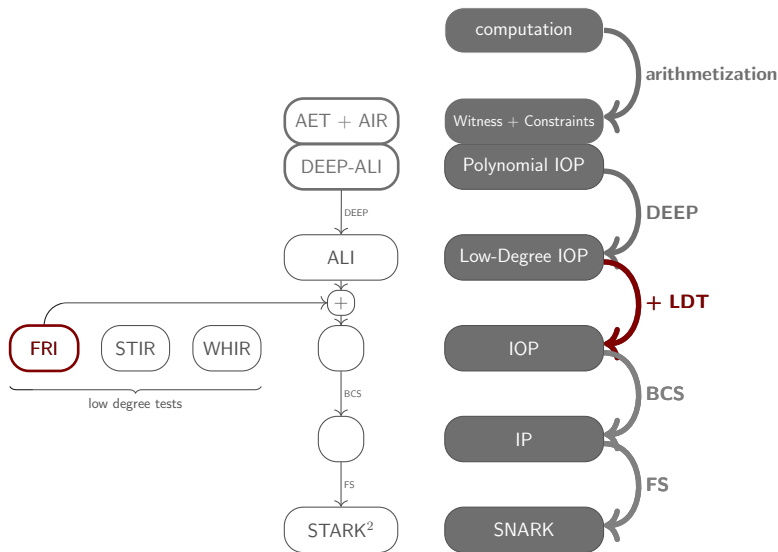 computation
arithmetization
AET + AIR
Witness + Constraints
DEEP-ALI
Polynomial IOP
DEEP
DEEP
ALI
Low-Degree IOP
+
+ LDT
FRI
STIR
WHIR
IOP
low degree tests
BCS
BCS
IP
FS
FS
STARK²
SNARK